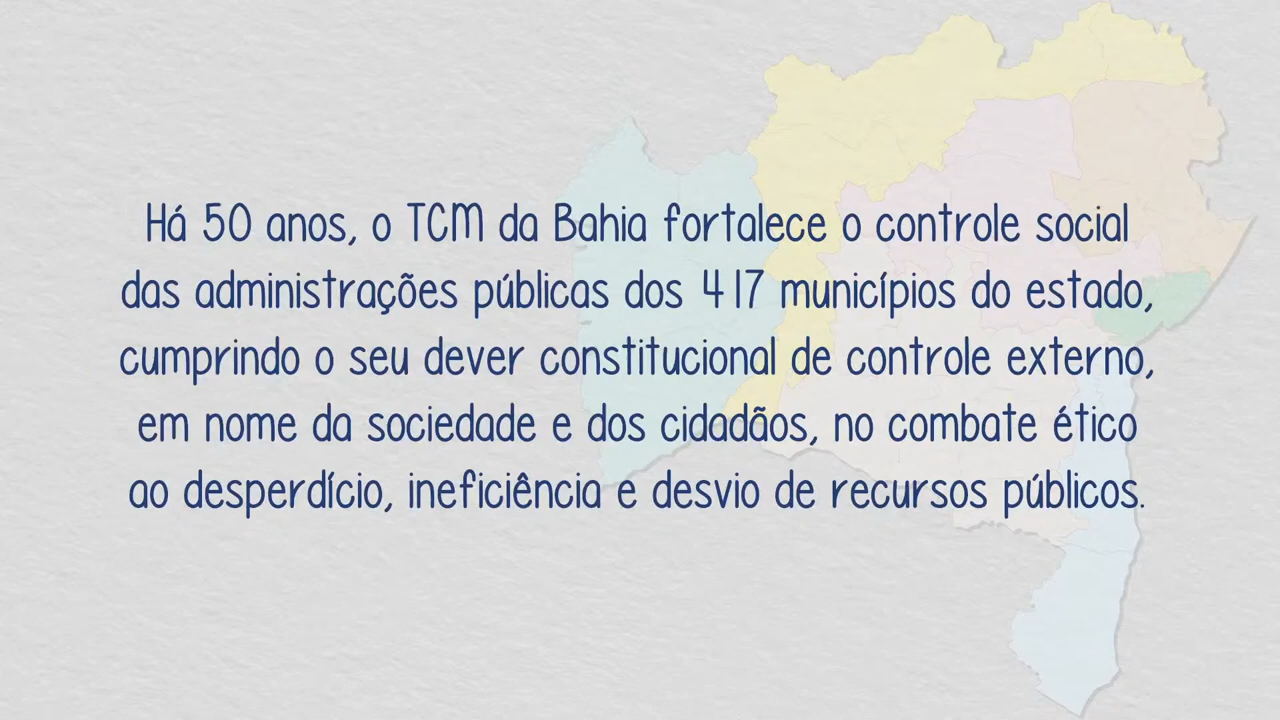 Há 50 anos, o TCM da Bahia fortalece o controle social
das administrações públicas dos 417 municípios do estado,
cumprindo o seu dever constitucional de controle externo,
em nome da sociedade e dos cidadãos, no combate ético
ao desperdício, ineficiência e desvio de recursos públicos.